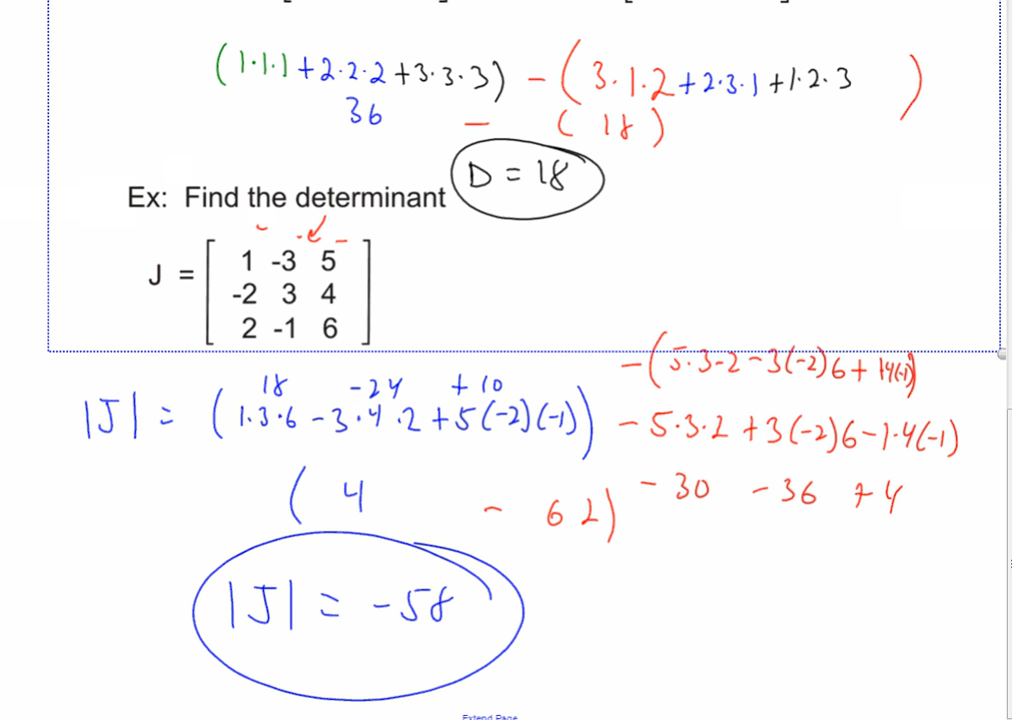 (1·1·1+2·2·2+3·3·3) - (3·1·2+2·3·1+1·2·3 )
36 - ( 18 )
D = 18
Ex: Find the determinant
J = [ 1 -3 5
-2 3 4
2 -1 6 ]
-(5·3·2-3(-2)6+1·4(-1))
18 -24 +10
|J| = (1·3·6-3·4·2+5(-2)(-1)) -5·3·2+3(-2)6-1·4(-1)
-30 -36 +4
( 4 - 62)
|J| = -58
Extend Page